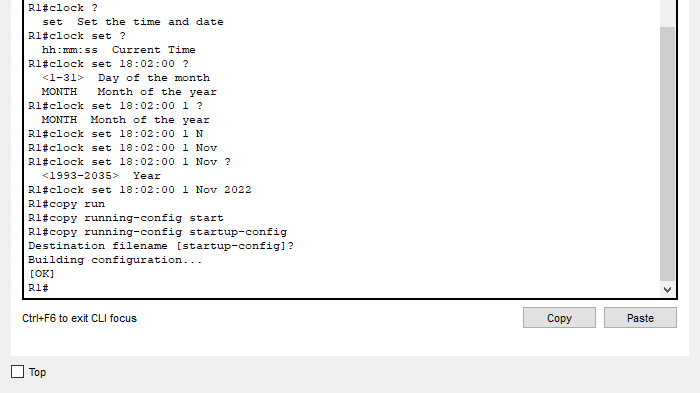 R1#clock ?
  set  Set the time and date
R1#clock set ?
  hh:mm:ss  Current Time
R1#clock set 18:02:00 ?
  <1-31>  Day of the month
  MONTH   Month of the year
R1#clock set 18:02:00 1 ?
  MONTH  Month of the year
R1#clock set 18:02:00 1 N
R1#clock set 18:02:00 1 Nov
R1#clock set 18:02:00 1 Nov ?
  <1993-2035>  Year
R1#clock set 18:02:00 1 Nov 2022
R1#copy run
R1#copy running-config start
R1#copy running-config startup-config
Destination filename [startup-config]?
Building configuration...
[OK]
R1#
Ctrl+F6 to exit CLI focus
Copy
Paste
Top